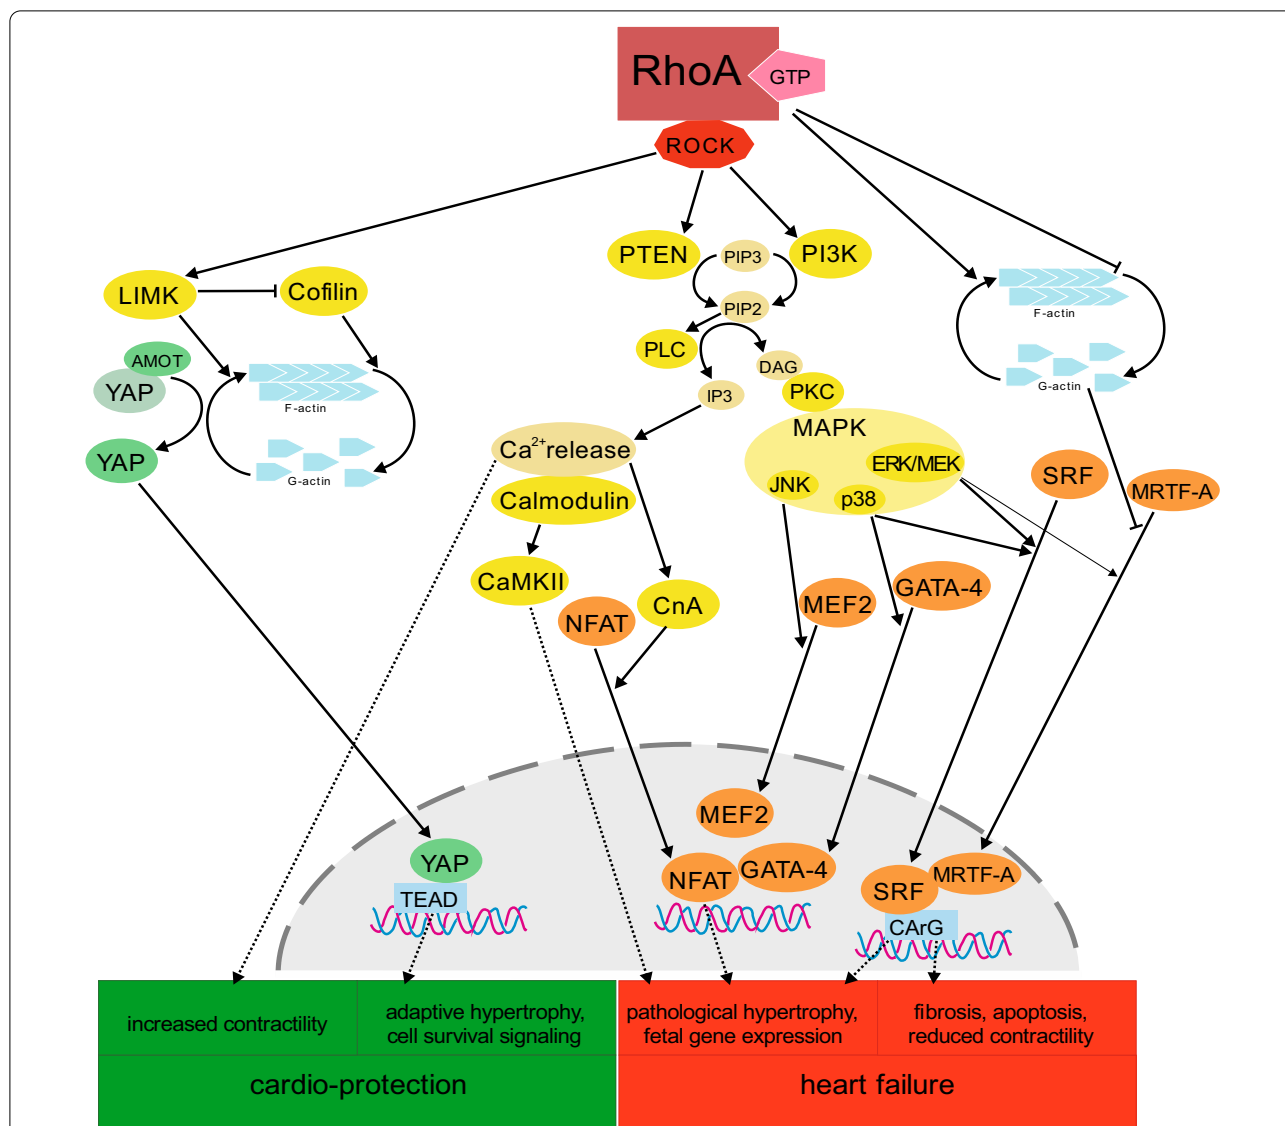 RhoA
GTP
ROCK
PTEN
PIP3
PI3K
LIMK
Cofilin
PIP2
F-actin
AMOT
YAP
PLC
DAG
F-actin
IP3
PKC
G-actin
MAPK
YAP
G-actin
Ca2+release
ERK/MEK
JNK
p38
SRF
MRTF-A
Calmodulin
CaMKII
CnA
NFAT
MEF2
GATA-4
MEF2
YAP
TEAD
NFAT
GATA-4
SRF
MRTF-A
CArG
increased contractility
adaptive hypertrophy,
cell survival signaling
pathological hypertrophy,
fetal gene expression
fibrosis, apoptosis,
reduced contractility
cardio-protection
heart failure